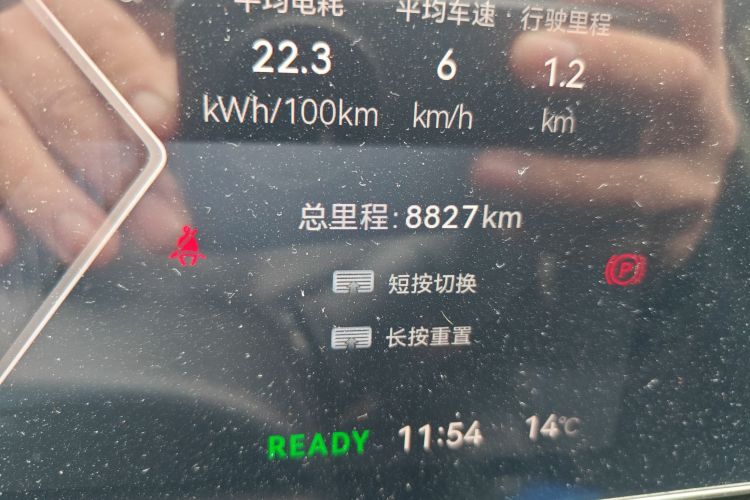 平均电耗 平均车速 行驶里程
22.3 6 1.2
kWh/100km km/h km
总里程: 8827km
短按切换
P
长按重置
READY 11:54 14℃